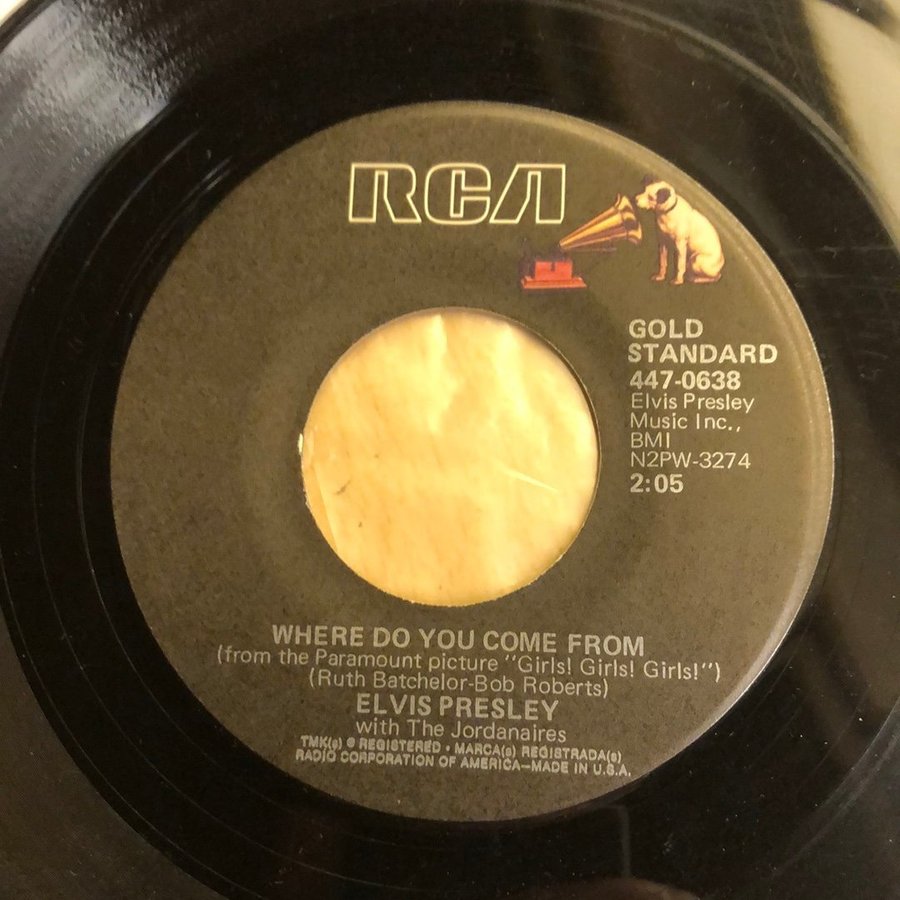 RCA
GOLD
STANDARD
447-0638
Elvis Presley
Music Inc.,
BMI
N2PW-3274
2:05
WHERE DO YOU COME FROM
(from the Paramount picture "Girls! Girls! Girls!")
(Ruth Batchelor-Bob Roberts)
ELVIS PRESLEY
with The Jordanaires
TMK(s) ® REGISTERED • MARCA(s) REGISTRADA(s)
RADIO CORPORATION OF AMERICA—MADE IN U.S.A.